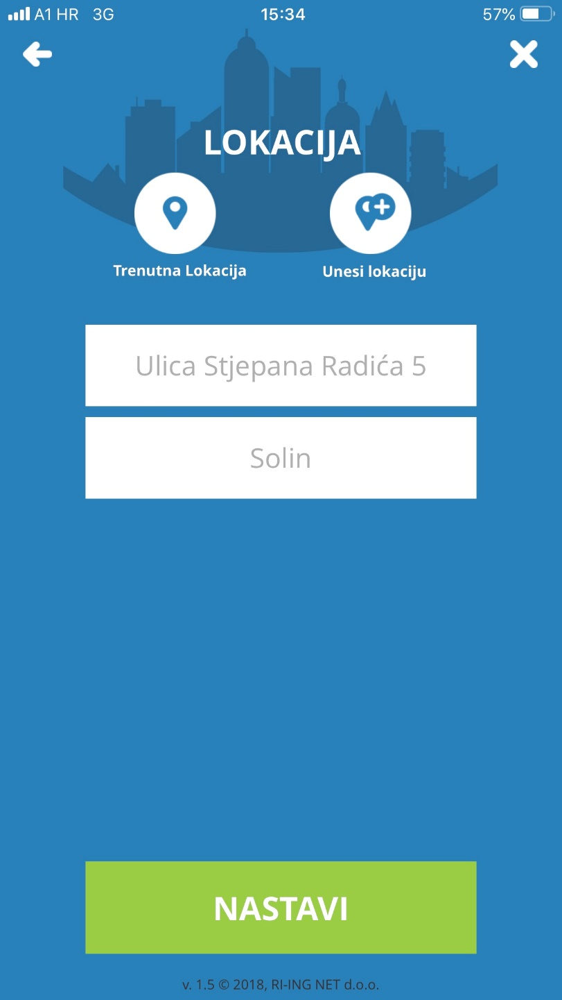 A1 HR 3G 15:34 57%
LOKACIJA
Trenutna Lokacija Unesi lokaciju
Ulica Stjepana Radića 5
Solin
NASTAVI
v. 1.5 © 2018, RI-ING NET d.o.o.